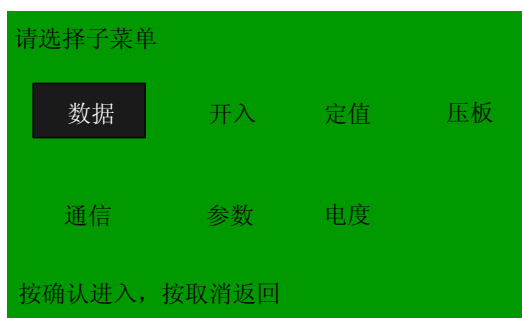 请选择子菜单
数据 开入 定值 压板
通信 参数 电度
按确认进入，按取消返回